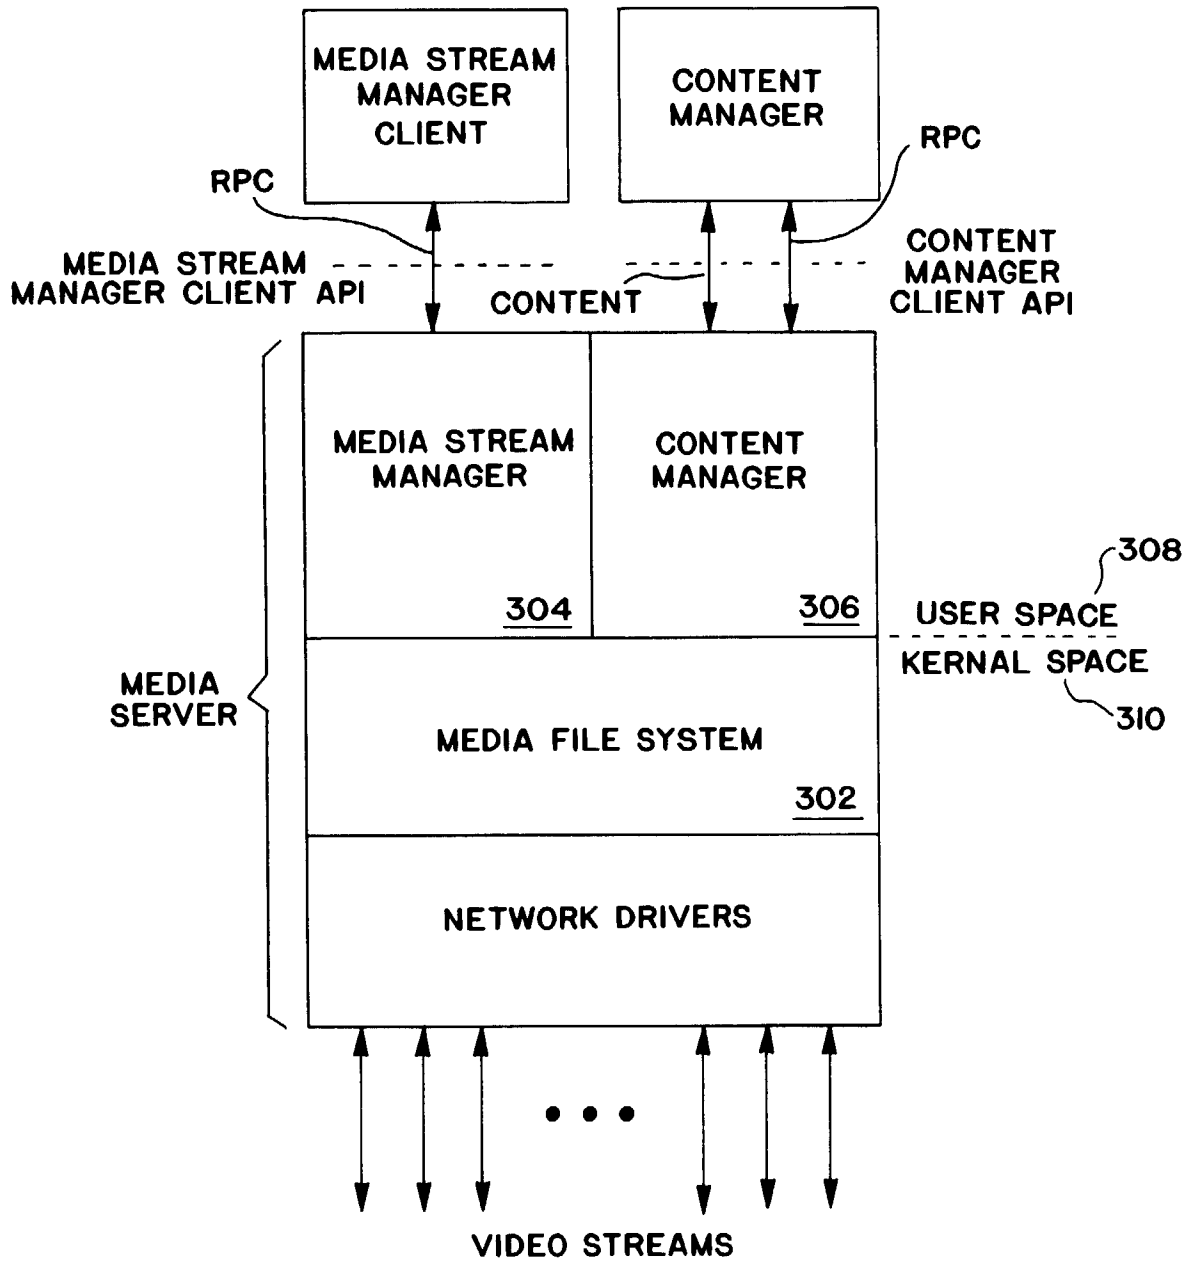 MEDIA STREAM
MANAGER
CLIENT
CONTENT
MANAGER
RPC
RPC
MEDIA STREAM
MANAGER CLIENT API
CONTENT
CONTENT
MANAGER
CLIENT API
MEDIA STREAM
MANAGER
304
CONTENT
MANAGER
306
308
USER SPACE
KERNAL SPACE
310
MEDIA
SERVER
MEDIA FILE SYSTEM
302
NETWORK DRIVERS
VIDEO STREAMS